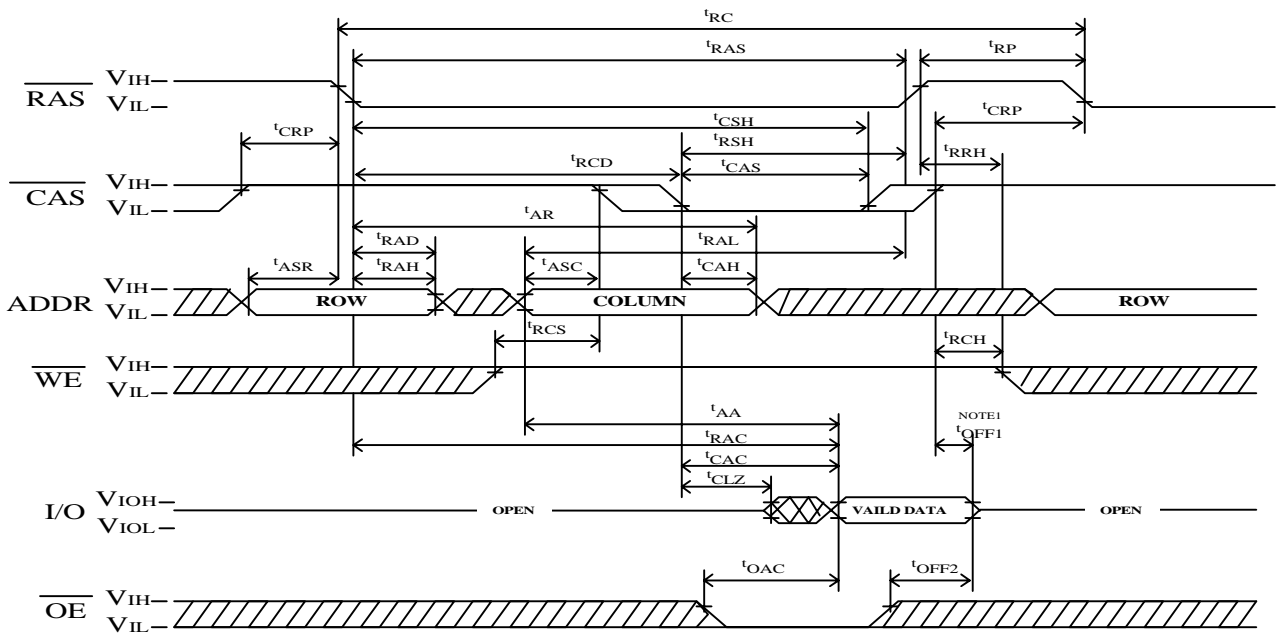 tRC
tRAS
tRP
RAS
VIH
VIL
tCRP
tCSH
tCRP
tRSH
tRCD
tCAS
tRRH
CAS
VIH
VIL
tAR
tRAD
tRAL
tASR
tRAH
tASC
tCAH
ADDR
VIH
VIL
ROW
COLUMN
ROW
tRCS
tRCH
WE
VIH
VIL
tAA
NOTE1
tRAC
tOFF1
tCAC
tCLZ
I/O
VIOH
VIOL
OPEN
VAILD DATA
OPEN
tOAC
tOFF2
OE
VIH
VIL